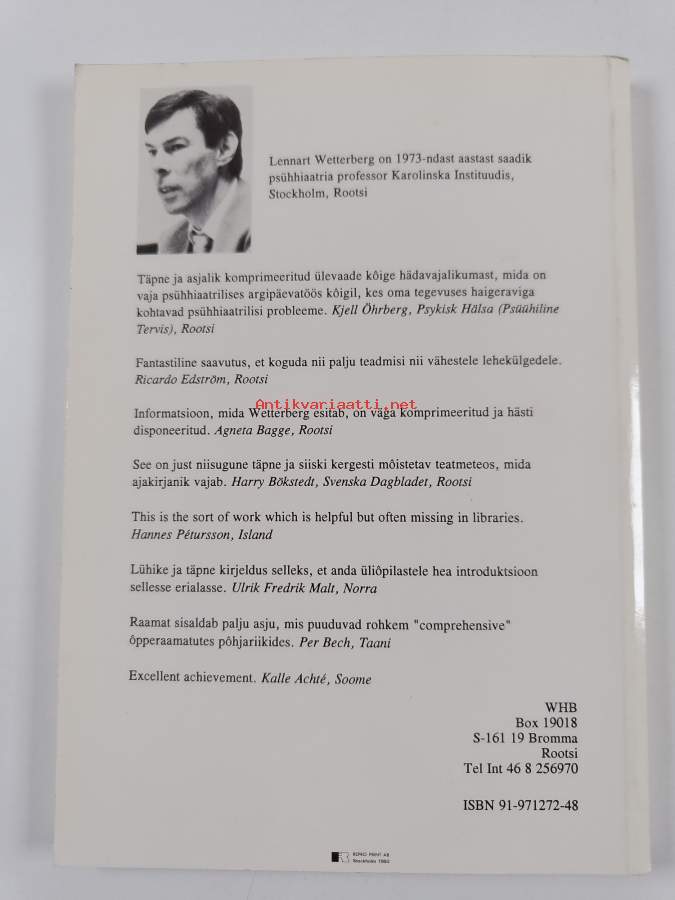 Lennart Wetterberg on 1973-ndast aastast saadik
psühhiaatria professor Karolinska Instituudis,
Stockholm, Rootsi
Täpne ja asjalik komprimeeritud ülevaade kõige hädavajalikumast, mida on
vaja psühhiaatrilises argipäevatöös kõigil, kes oma tegevuses haigeraviga
kohtavad psühhiaatrilisi probleeme. Kjell Öhrberg, Psykisk Hälsa (Psüühiline
Tervis), Rootsi
Fantastiline saavutus, et koguda nii palju teadmisi nii vähestele lehekülgedele.
Ricardo Edström, Rootsi
Antikvariaatti.net
Informatsioon, mida Wetterberg esitab, on väga komprimeeritud ja hästi
disponeeritud. Agneta Bagge, Rootsi
See on just niisugune täpne ja siiski kergesti mõistetav teatmeteos, mida
ajakirjanik vajab. Harry Bökstedt, Svenska Dagbladet, Rootsi
This is the sort of work which is helpful but often missing in libraries.
Hannes Pétursson, Island
Lühike ja täpne kirjeldus selleks, et anda üliõpilastele hea introduktsioon
sellesse erialasse. Ulrik Fredrik Malt, Norra
Raamat sisaldab palju asju, mis puuduvad rohkem "comprehensive"
õpperaamatutes põhjariikides. Per Bech, Taani
Excellent achievement. Kalle Achté, Soome
WHB
Box 19018
S-161 19 Bromma
Rootsi
Tel Int 46 8 256970
ISBN 91-971272-48
REPRO PRINT AB